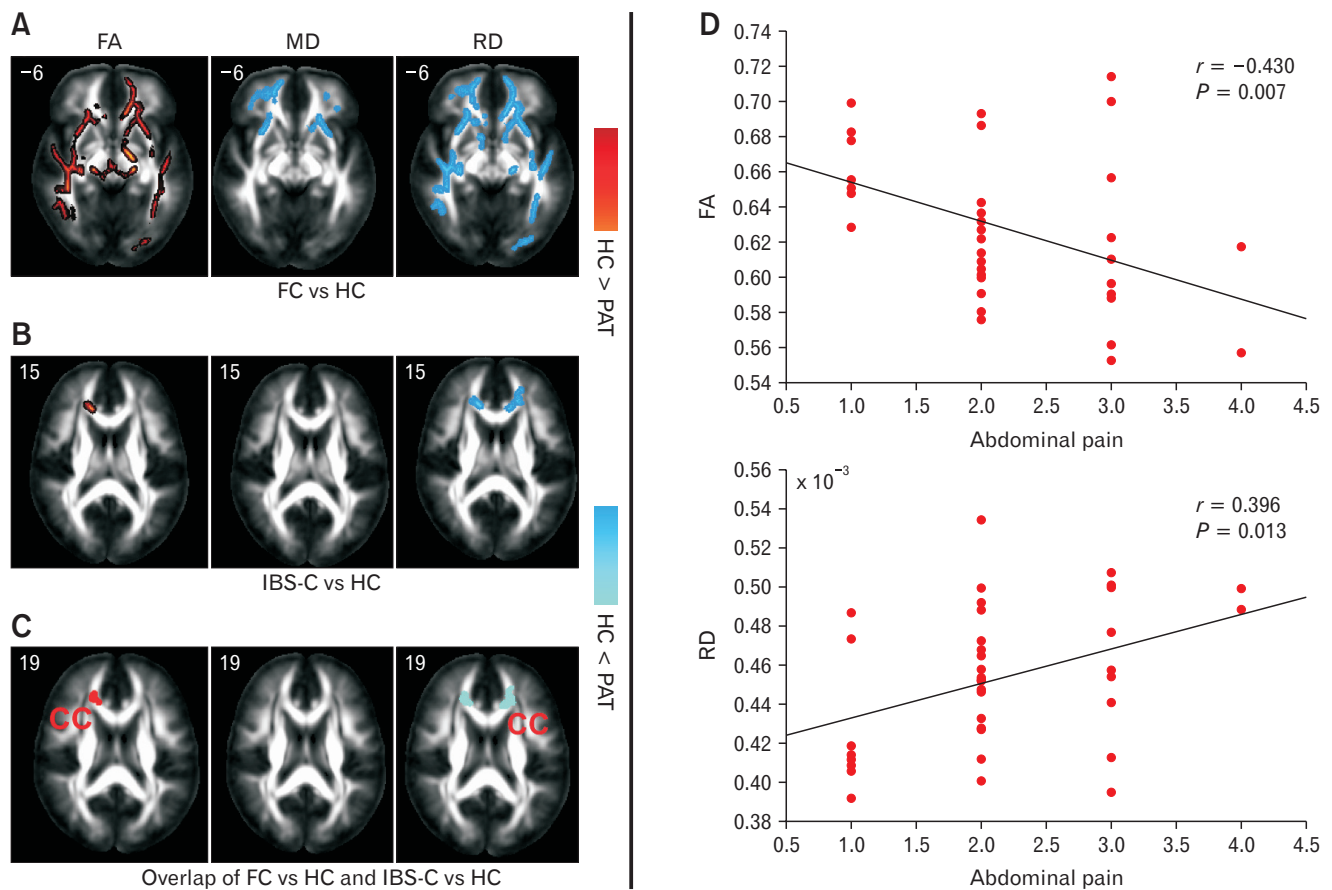 A
FA MD RD
−6 −6 −6
FC vs HC
B
15 15 15
IBS-C vs HC
C
19 19 19
CC CC
Overlap of FC vs HC and IBS-C vs HC
HC > PAT
HC < PAT
D
0.74
0.72
0.70
0.68
0.66
0.64
0.62
0.60
0.58
0.56
0.54
FA
r = −0.430
P = 0.007
0.5 1.0 1.5 2.0 2.5 3.0 3.5 4.0 4.5
Abdominal pain
0.56
0.54
0.52
0.50
0.48
0.46
0.44
0.42
0.40
0.38
RD
x 10⁻³
r = 0.396
P = 0.013
0.5 1.0 1.5 2.0 2.5 3.0 3.5 4.0 4.5
Abdominal pain